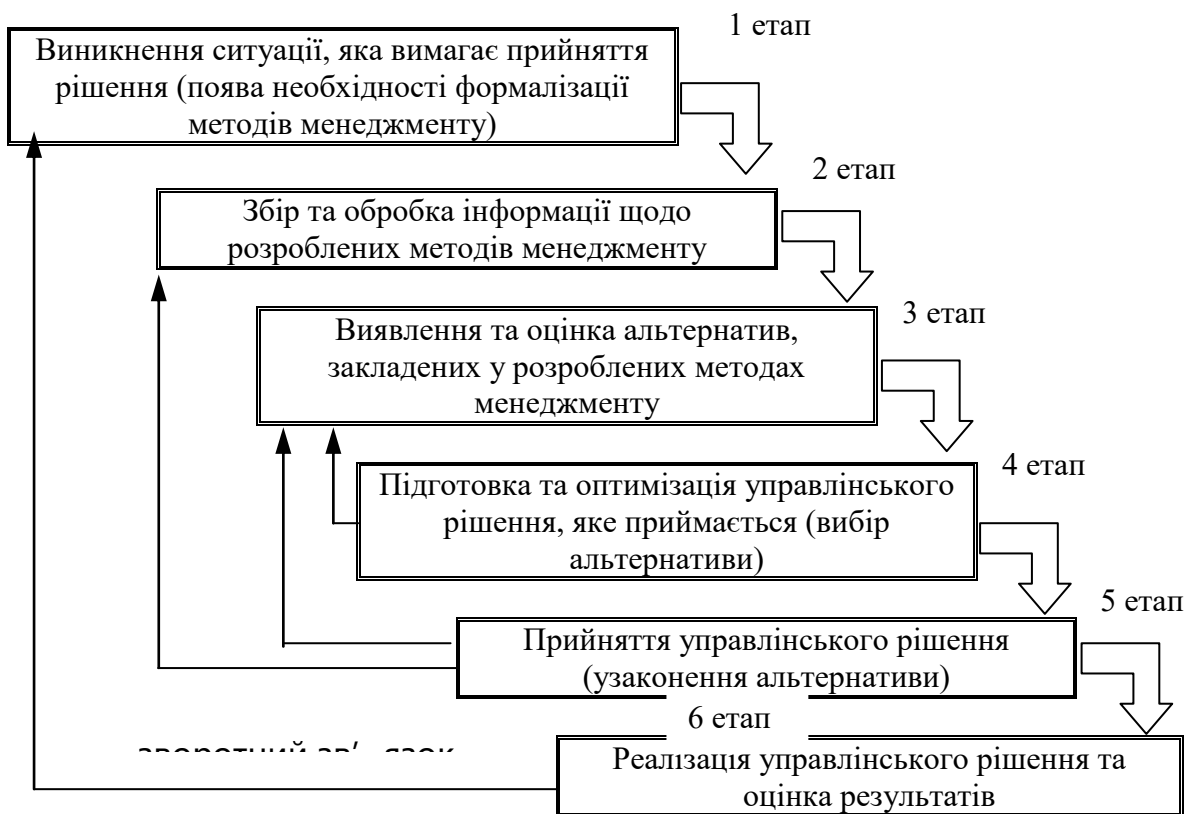 1 етап
Виникнення ситуації, яка вимагає прийняття
рішення (поява необхідності формалізації
методів менеджменту)
2 етап
Збір та обробка інформації щодо
розроблених методів менеджменту
3 етап
Виявлення та оцінка альтернатив,
закладених у розроблених методах
менеджменту
4 етап
Підготовка та оптимізація управлінського
рішення, яке приймається (вибір
альтернативи)
5 етап
Прийняття управлінського рішення
(узаконення альтернативи)
6 етап
зворотний зв’ язок
Реалізація управлінського рішення та
оцінка результатів